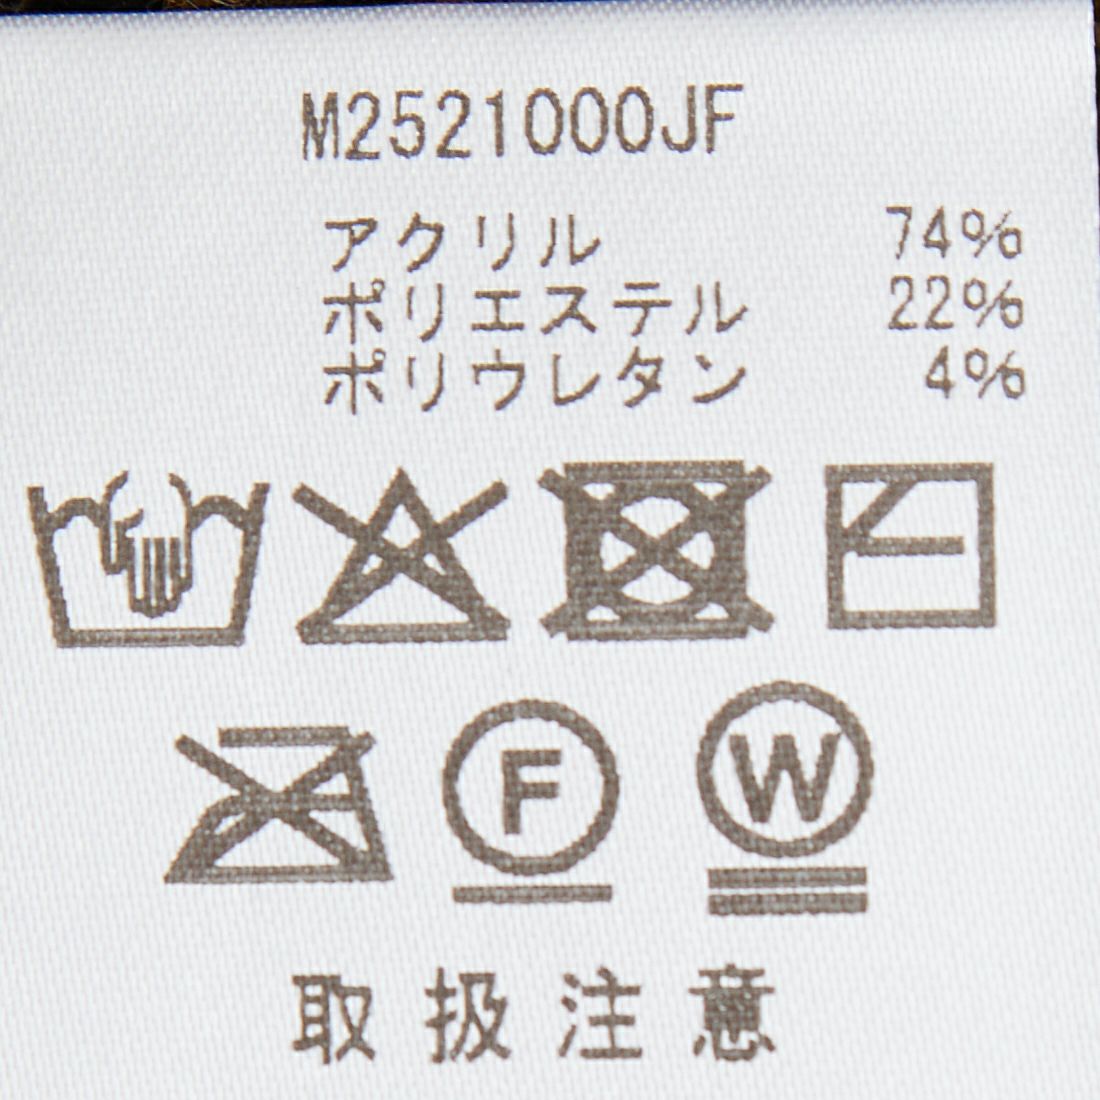 M2521000JF
アクリル 74%
ポリエステル 22%
ポリウレタン 4%
F W
取扱注意